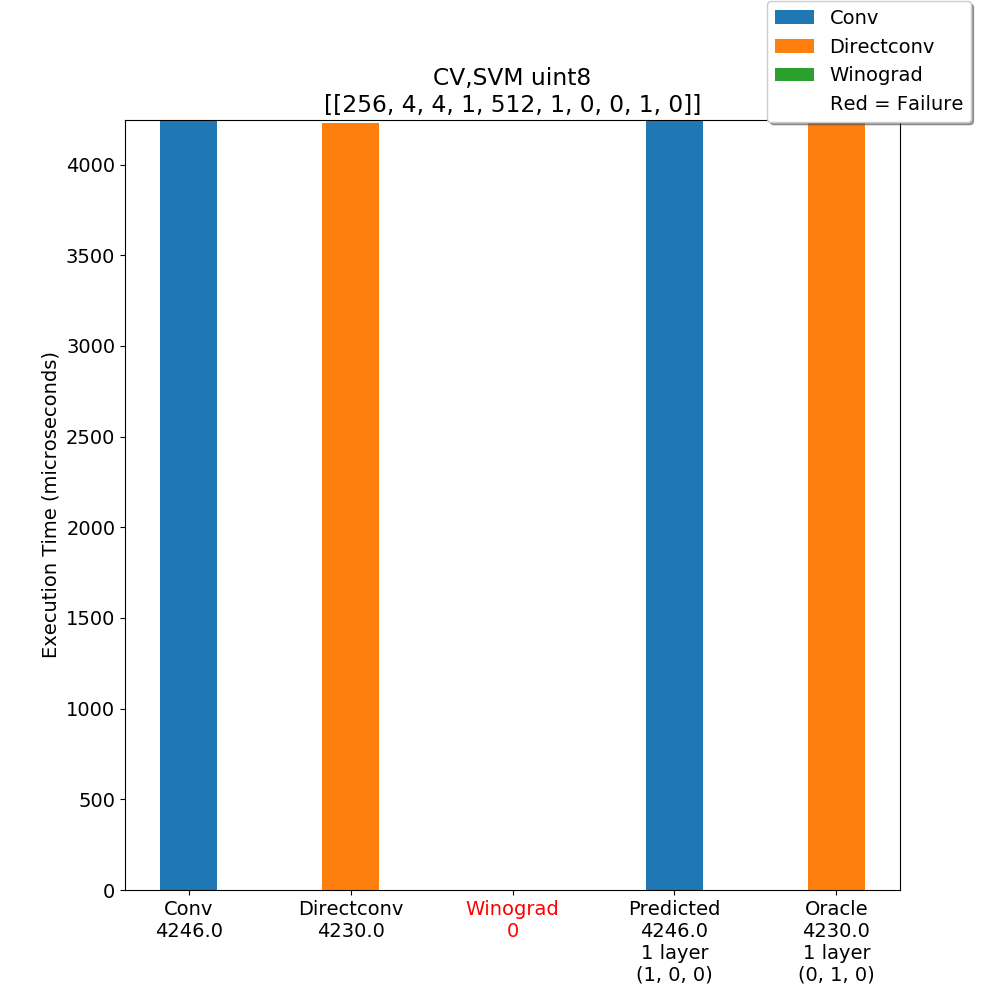 Conv
Directconv
Winograd
Red = Failure
CV,SVM uint8
[[256, 4, 4, 1, 512, 1, 0, 0, 1, 0]]
Execution Time (microseconds)
4000
3500
3000
2500
2000
1500
1000
500
0
Conv
4246.0
Directconv
4230.0
Winograd
0
Predicted
4246.0
1 layer
(1, 0, 0)
Oracle
4230.0
1 layer
(0, 1, 0)